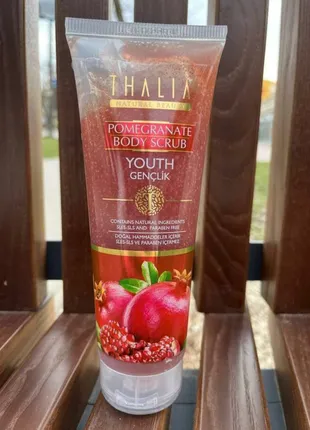 THALIA
NATURAL BEAUTY
POMEGRANATE
BODY SCRUB
YOUTH
GENÇLİK
CONTAINS NATURAL INGREDIENTS
SLES-SLS AND PARABEN FREE
DOĞAL HAMMADDELER İÇERİR
SLES-SLS VE PARABEN İÇERMEZ